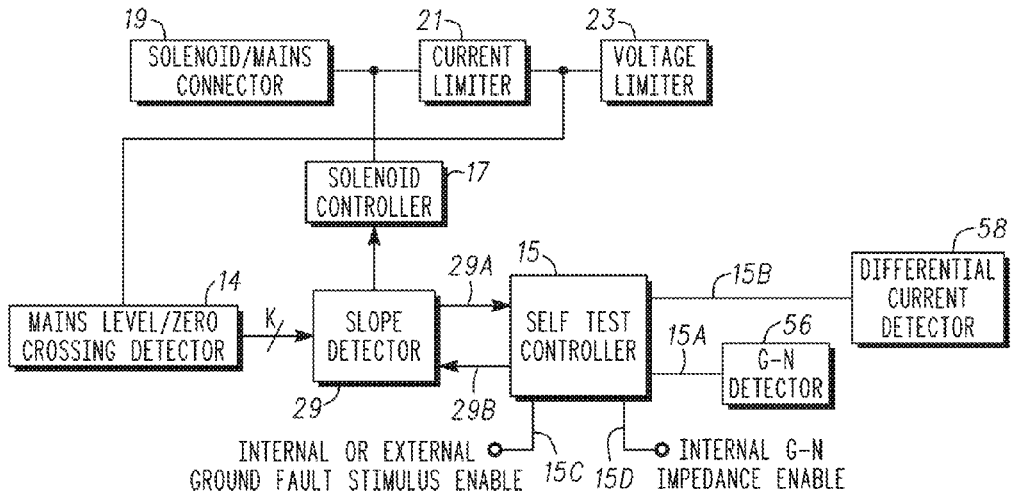 19
21
23
SOLENOID/MAINS
CONNECTOR
CURRENT
LIMITER
VOLTAGE
LIMITER
SOLENOID
CONTROLLER
17
14
MAINS LEVEL/ZERO
CROSSING DETECTOR
K
SLOPE
DETECTOR
29
29A
29B
15
SELF TEST
CONTROLLER
15B
15A
58
DIFFERENTIAL
CURRENT
DETECTOR
56
G-N
DETECTOR
INTERNAL OR EXTERNAL
GROUND FAULT STIMULUS ENABLE
15C
15D
INTERNAL G-N
IMPEDANCE ENABLE